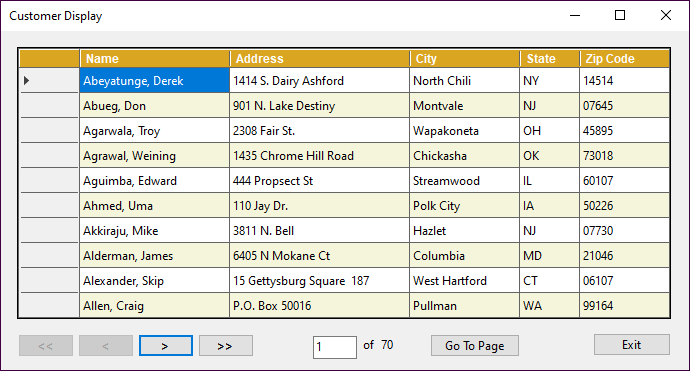 Customer Display
Name Address City State Zip Code
Abeyatunge, Derek 1414 S. Dairy Ashford North Chili NY 14514
Abueg, Don 901 N. Lake Destiny Montvale NJ 07645
Agarwala, Troy 2308 Fair St. Wapakoneta OH 45895
Agrawal, Weining 1435 Chrome Hill Road Chickasha OK 73018
Aguimba, Edward 444 Propsect St Streamwood IL 60107
Ahmed, Uma 110 Jay Dr. Polk City IA 50226
Akkiraju, Mike 3811 N. Bell Hazlet NJ 07730
Alderman, James 6405 N Mokane Ct Columbia MD 21046
Alexander, Skip 15 Gettysburg Square 187 West Hartford CT 06107
Allen, Craig P.O. Box 50016 Pullman WA 99164
<< < > >> 1 of 70 Go To Page Exit